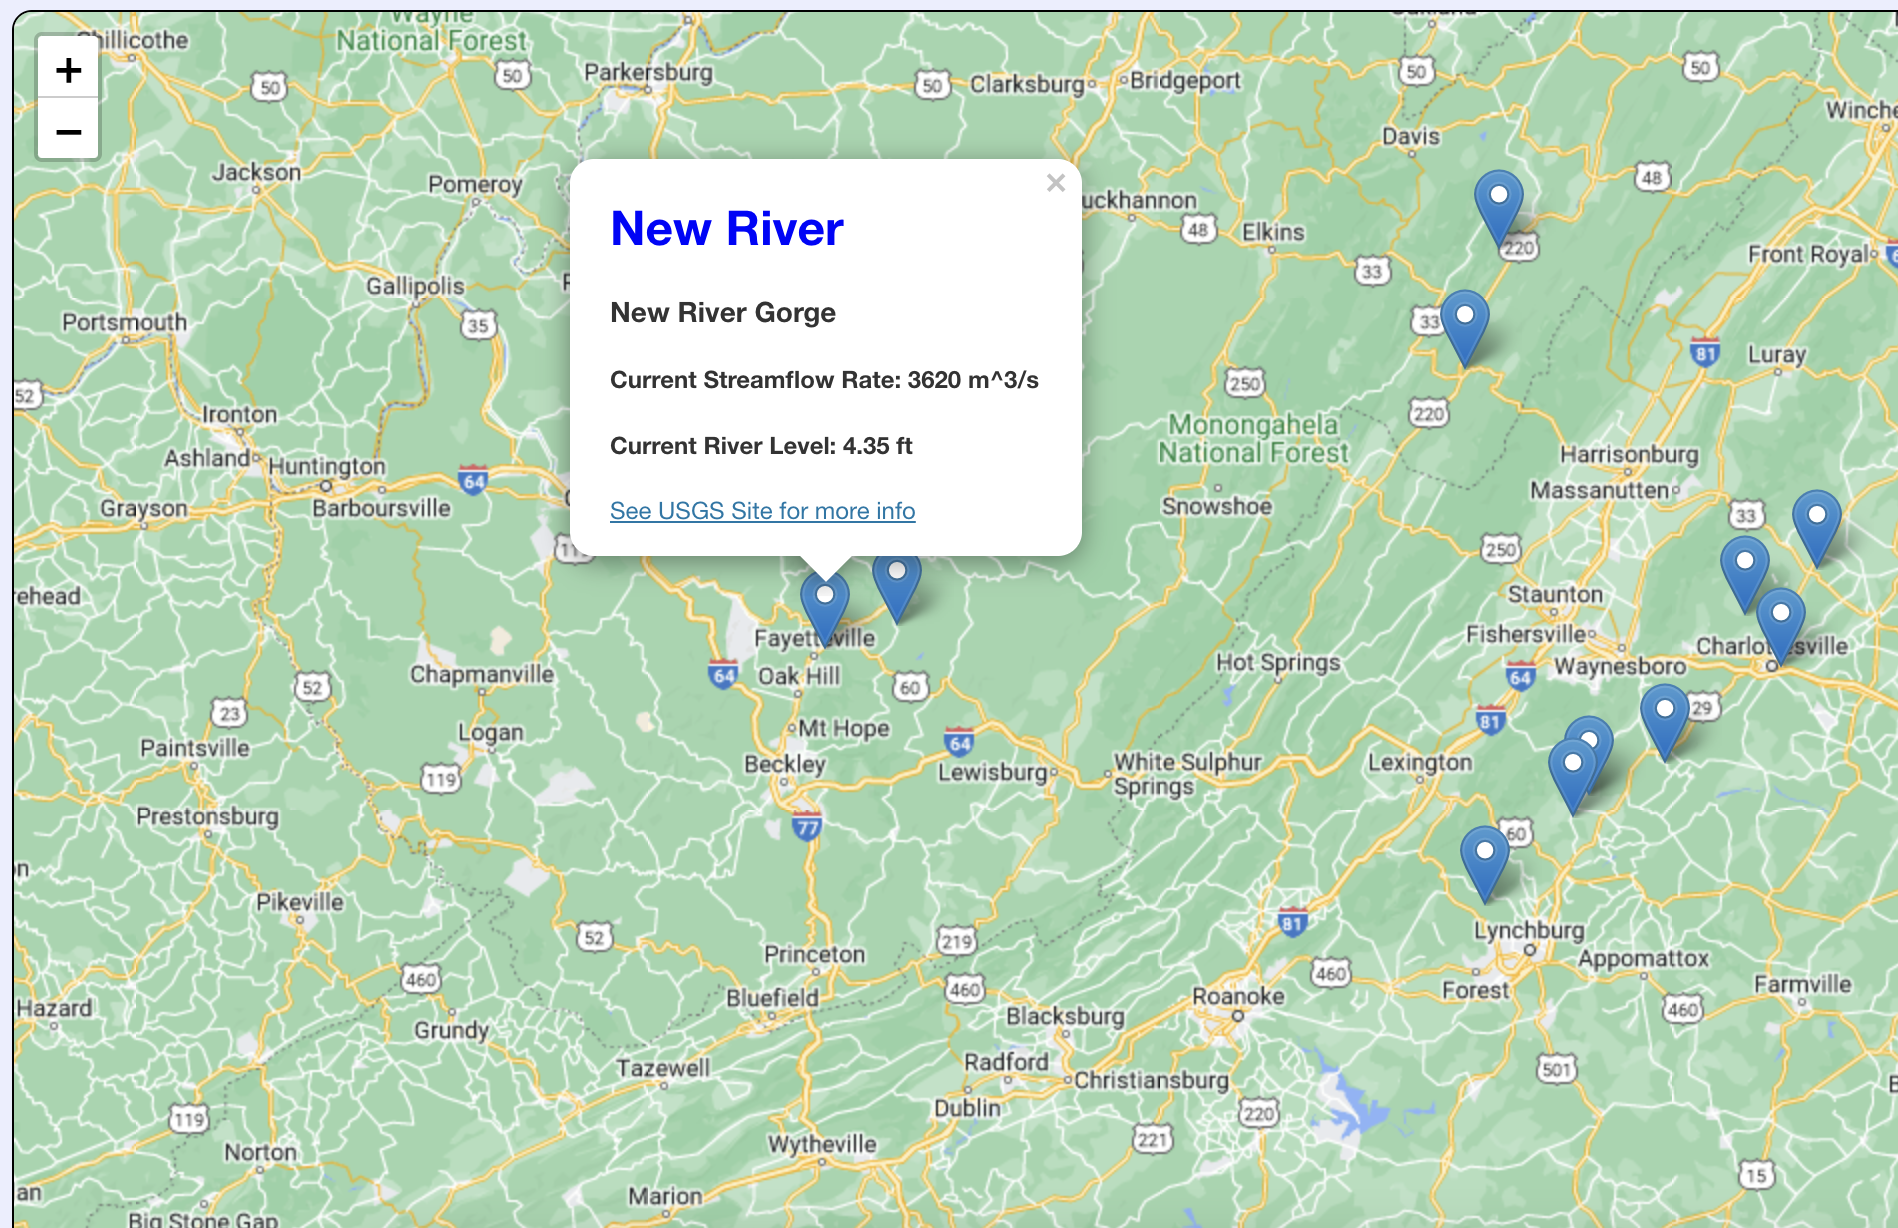 Wayne
National Forest
Oakland
Chillicothe
+
−
50
50
Parkersburg
50
Clarksburg
Bridgeport
50
50
Winche
Davis
Jackson
Pomeroy
48
uckhannon
48
Elkins
220
Front Royal
33
Gallipolis
Portsmouth
35
33
81
Luray
52
250
220
Ironton
Monongahela
National Forest
Ashland
Huntington
64
Harrisonburg
Massanutten
Grayson
Barboursville
Snowshoe
33
250
×
New River
New River Gorge
Current Streamflow Rate: 3620 m^3/s
Current River Level: 4.35 ft
See USGS Site for more info
rehead
Staunton
Fayetteville
Fishersville
Charlottesville
Waynesboro
Hot Springs
64
64
Oak Hill
60
Chapmanville
52
23
29
81
Logan
Mt Hope
Paintsville
64
119
Beckley
Lewisburg
White Sulphur
Springs
Lexington
Prestonsburg
77
60
on
Pikeville
81
52
219
Lynchburg
Princeton
Appomattox
460
460
460
Bluefield
Roanoke
Forest
Farmville
460
Hazard
Grundy
Blacksburg
Tazewell
Radford
Christiansburg
501
Dublin
119
220
221
Norton
Wytheville
15
an
Marion
Big Stone Gap